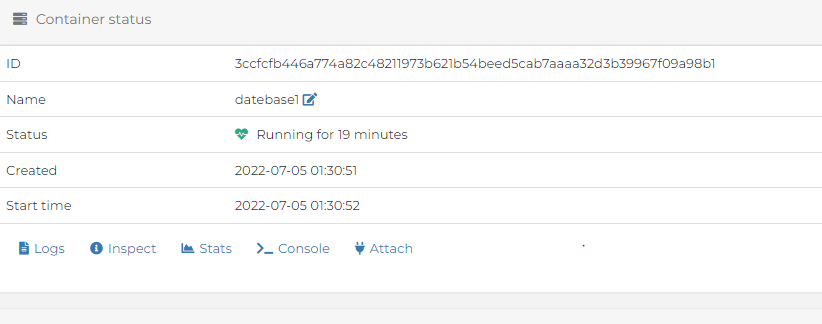 Container status
ID 3ccfcfb446a774a82c48211973b621b54beed5cab7aaaa32d3b39967f09a98b1
Name datebase1
Status Running for 19 minutes
Created 2022-07-05 01:30:51
Start time 2022-07-05 01:30:52
Logs Inspect Stats Console Attach